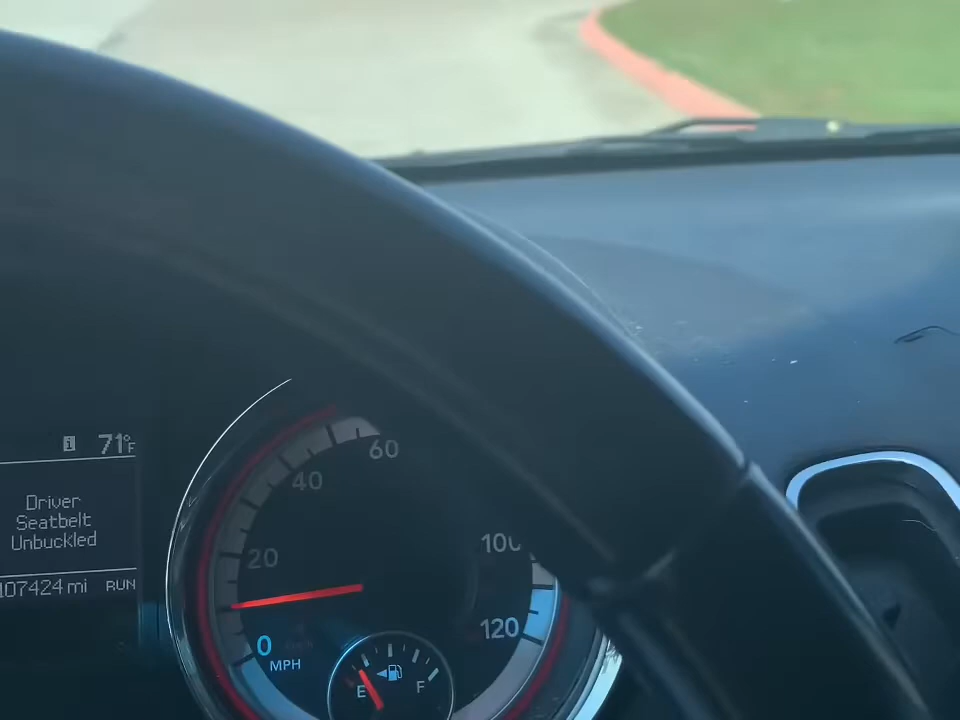 i 71°F
Driver
Seatbelt
Unbuckled
107424 mi RUN
60
40
100
20
120
0
MPH
E
F